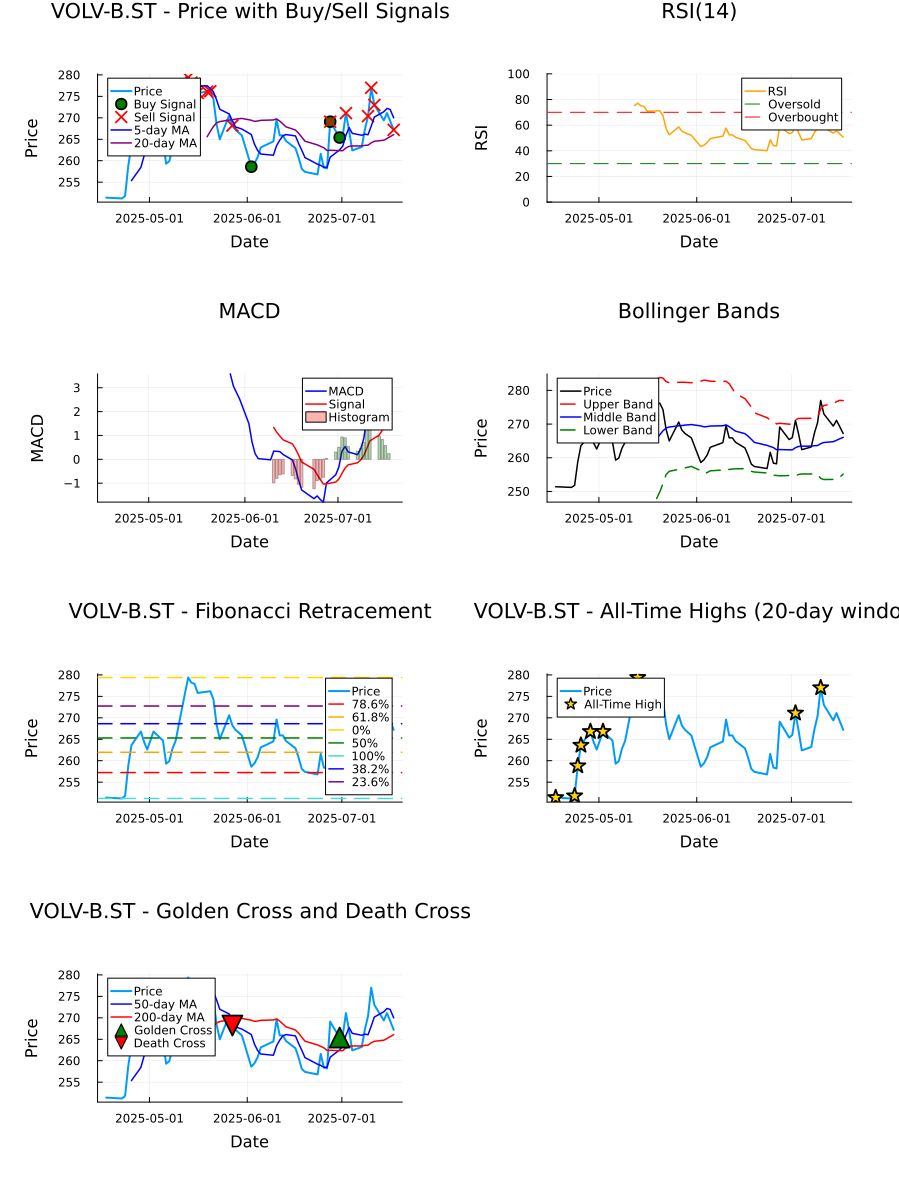 VOLV-B.ST - Price with Buy/Sell Signals
Price
280
275
270
265
260
255
Price
Buy Signal
Sell Signal
5-day MA
20-day MA
2025-05-01 2025-06-01 2025-07-01
Date
RSI(14)
RSI
100
80
60
40
20
0
RSI
Oversold
Overbought
2025-05-01 2025-06-01 2025-07-01
Date
MACD
MACD
3
2
1
0
−1
MACD
Signal
Histogram
2025-05-01 2025-06-01 2025-07-01
Date
Bollinger Bands
Price
280
270
260
250
Price
Upper Band
Middle Band
Lower Band
2025-05-01 2025-06-01 2025-07-01
Date
VOLV-B.ST - Fibonacci Retracement
Price
280
275
270
265
260
255
Price
78.6%
61.8%
0%
50%
100%
38.2%
23.6%
2025-05-01 2025-06-01 2025-07-01
Date
VOLV-B.ST - All-Time Highs (20-day windo
Price
280
275
270
265
260
255
Price
All-Time High
2025-05-01 2025-06-01 2025-07-01
Date
VOLV-B.ST - Golden Cross and Death Cross
Price
280
275
270
265
260
255
Price
50-day MA
200-day MA
Golden Cross
Death Cross
2025-05-01 2025-06-01 2025-07-01
Date